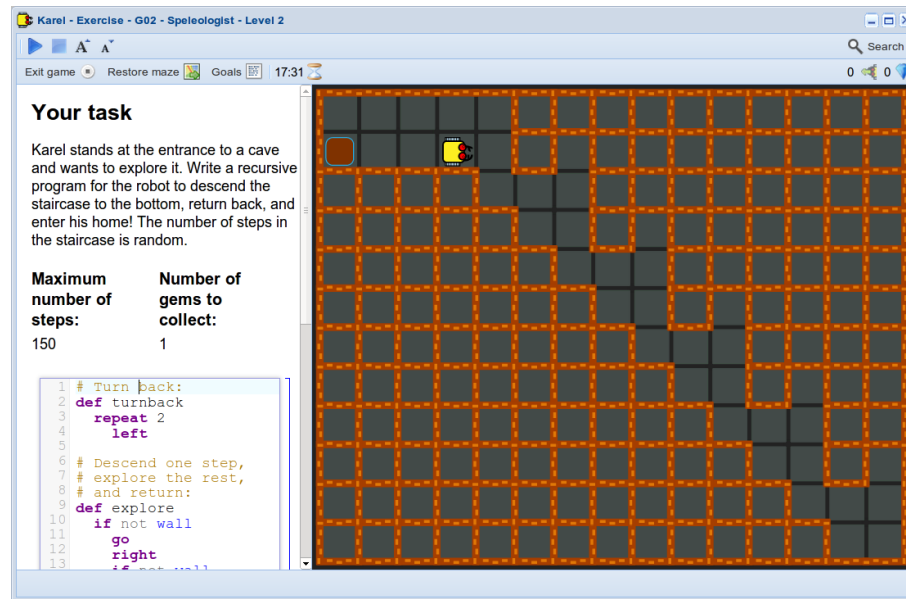 Karel - Exercise - G02 - Speleologist - Level 2
A A Search
Exit game Restore maze Goals 17:31 0 0
Your task
Karel stands at the entrance to a cave
and wants to explore it. Write a recursive
program for the robot to descend the
staircase to the bottom, return back, and
enter his home! The number of steps in
the staircase is random.
Maximum
number of
steps:
150
Number of
gems to
collect:
1
1 # Turn back:
2 def turnback
3 repeat 2
4 left
5
6 # Descend one step,
7 # explore the rest,
8 # and return:
9 def explore
10 if not wall
11 go
12 right
13 if not wall